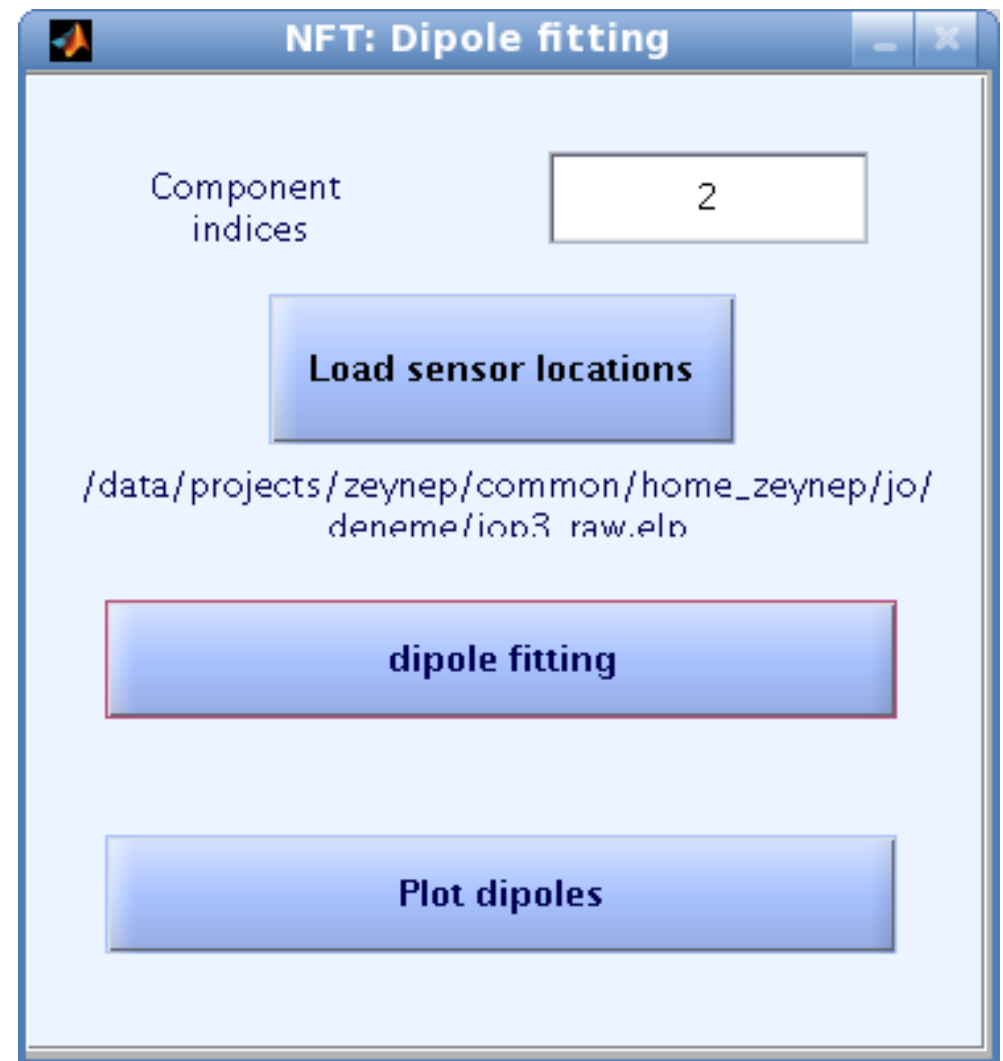 NFT: Dipole fitting
Component
indices
2
Load sensor locations
/data/projects/zeynep/common/home_zeynep/jo/
deneme/jop3_raw.elp
dipole fitting
Plot dipoles